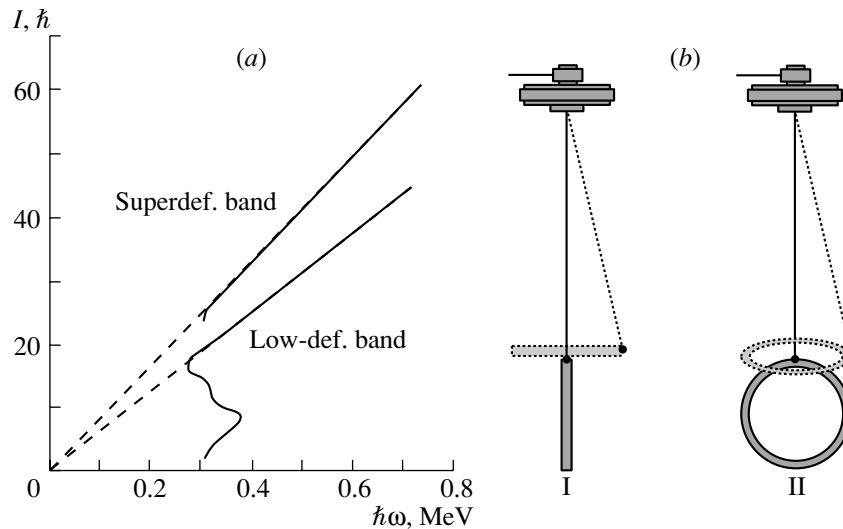 I, ℏ
(a)
(b)
60
Superdef. band
40
Low-def. band
20
0
0.2
0.4
0.6
0.8
ℏω, MeV
I
II